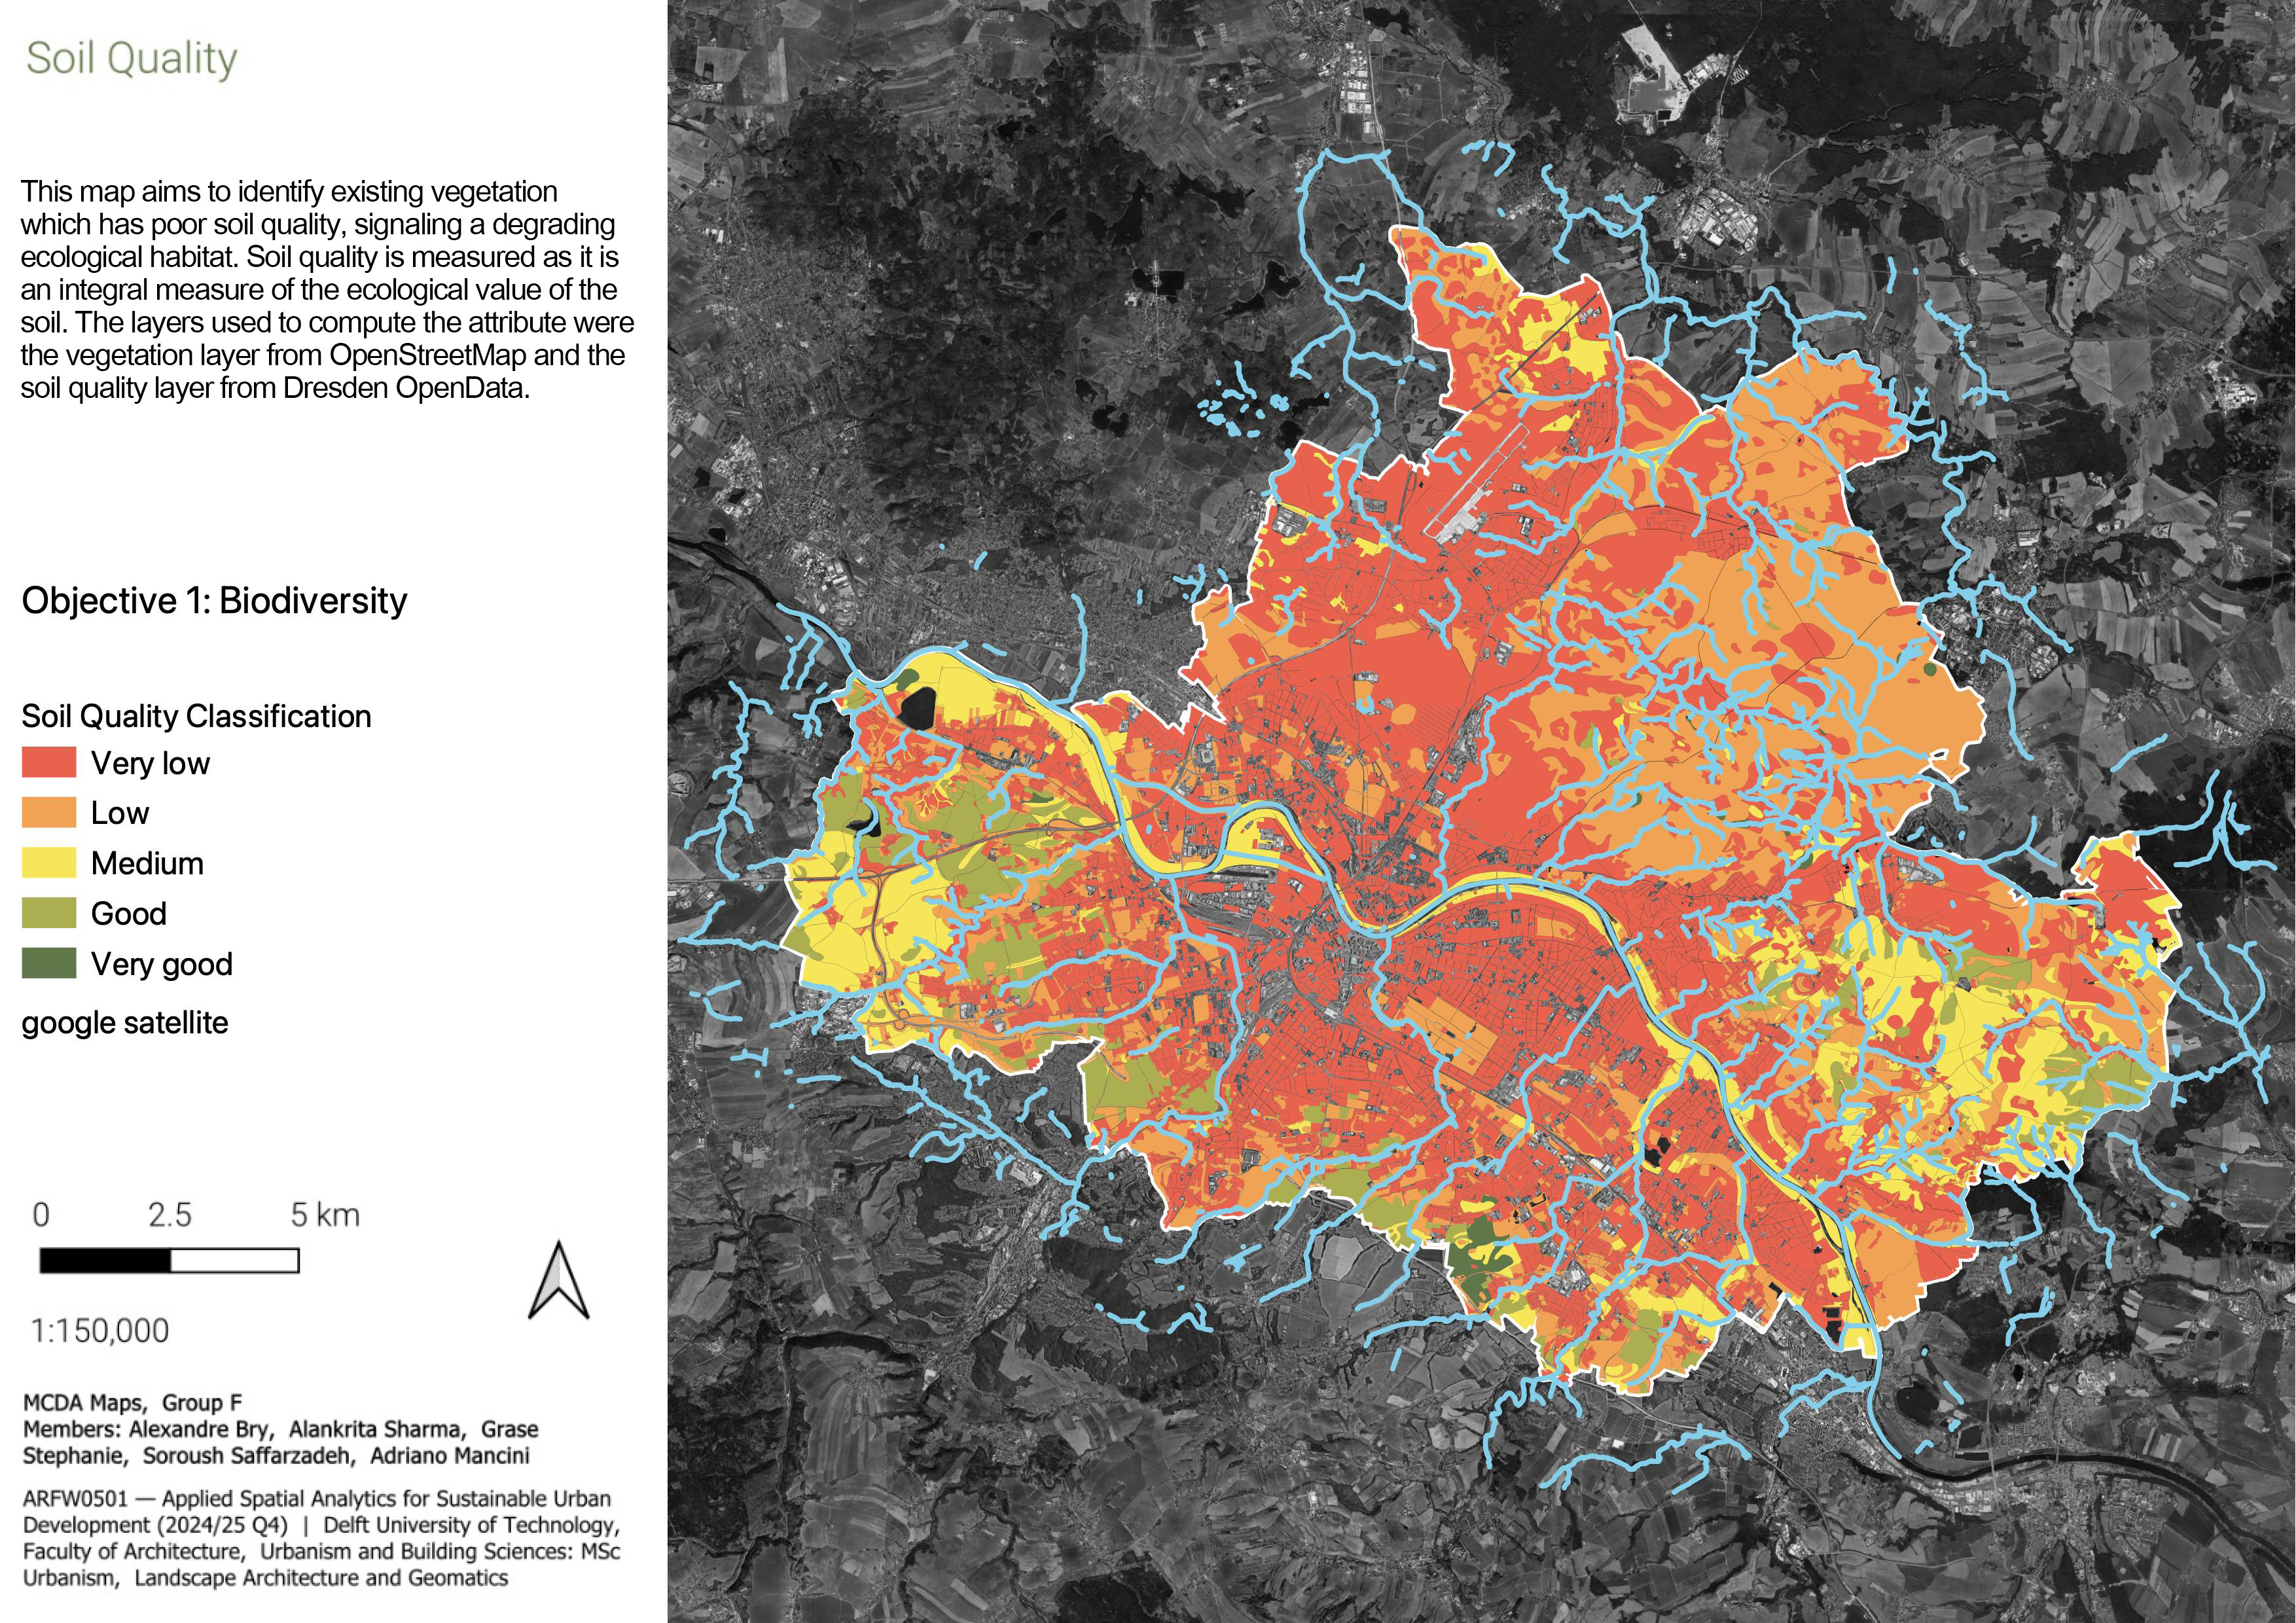 Soil Quality
This map aims to identify existing vegetation
which has poor soil quality, signaling a degrading
ecological habitat. Soil quality is measured as it is
an integral measure of the ecological value of the
soil. The layers used to compute the attribute were
the vegetation layer from OpenStreetMap and the
soil quality layer from Dresden OpenData.
Objective 1: Biodiversity
Soil Quality Classification
Very low
Low
Medium
Good
Very good
google satellite
0 2.5 5 km
1:150,000
MCDA Maps, Group F
Members: Alexandre Bry, Alankrita Sharma, Grase
Stephanie, Soroush Saffarzadeh, Adriano Mancini
ARFW0501 — Applied Spatial Analytics for Sustainable Urban
Development (2024/25 Q4) | Delft University of Technology,
Faculty of Architecture, Urbanism and Building Sciences: MSc
Urbanism, Landscape Architecture and Geomatics